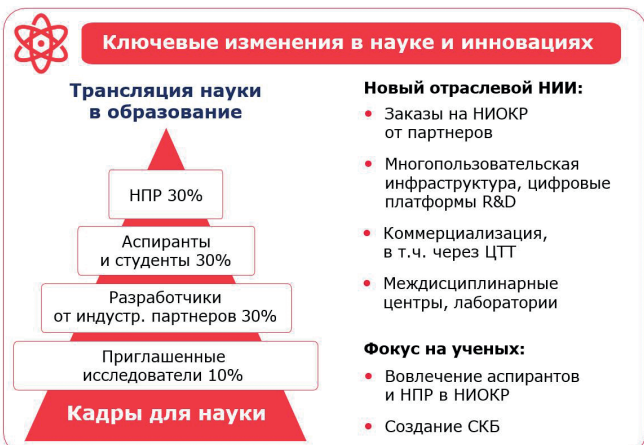 Ключевые изменения в науке и инновациях
Трансляция науки
в образование
НПР 30%
Аспиранты
и студенты 30%
Разработчики
от индустр. партнеров 30%
Приглашенные
исследователи 10%
Кадры для науки
Новый отраслевой НИИ:
• Заказы на НИОКР
от партнеров
• Многопользовательская
инфраструктура, цифровые
платформы R&D
• Коммерциализация,
в т.ч. через ЦТТ
• Междисциплинарные
центры, лаборатории
Фокус на ученых:
• Вовлечение аспирантов
и НПР в НИОКР
• Создание СКБ